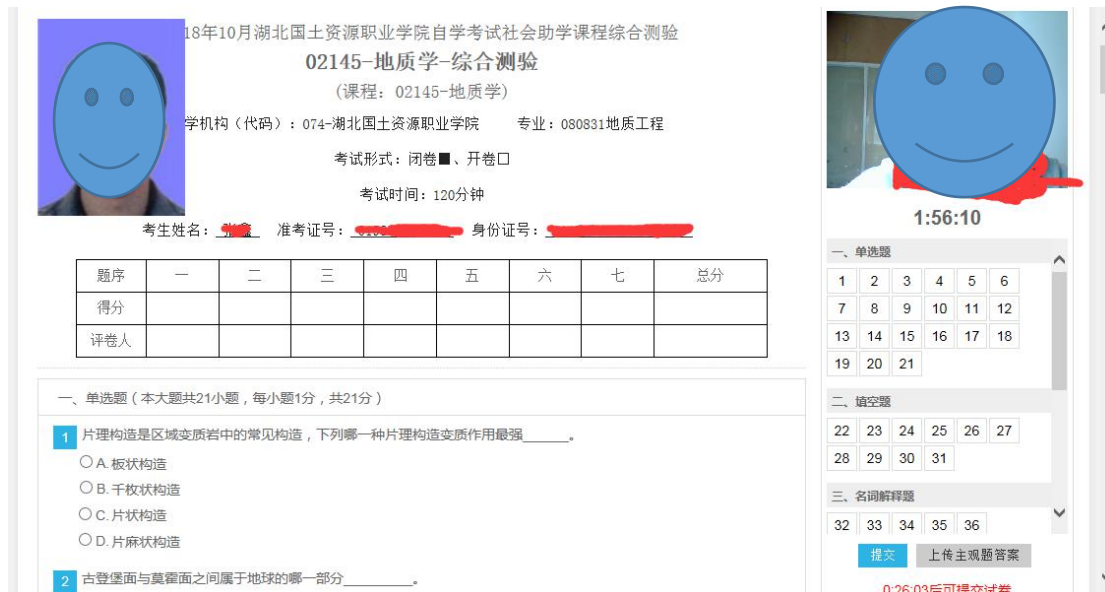 18年10月湖北国土资源职业学院自学考试社会助学课程综合测验
02145-地质学-综合测验
(课程：02145-地质学)
学机构（代码）：074-湖北国土资源职业学院 专业：080831地质工程
考试形式：闭卷■、开卷□
考试时间：120分钟
考生姓名： 准考证号： 身份证号：
题序 一 二 三 四 五 六 七 总分
得分
评卷人
一、单选题（本大题共21小题，每小题1分，共21分）
1 片理构造是区域变质岩中的常见构造，下列哪一种片理构造变质作用最强______。
A. 板状构造
B. 千枚状构造
C. 片状构造
D. 片麻状构造
2 古登堡面与莫霍面之间属于地球的哪一部分__________。
1:56:10
一、单选题
1 2 3 4 5 6
7 8 9 10 11 12
13 14 15 16 17 18
19 20 21
二、填空题
22 23 24 25 26 27
28 29 30 31
三、名词解释题
32 33 34 35 36
提交 上传主观题答案
0:26:03后可提交试卷